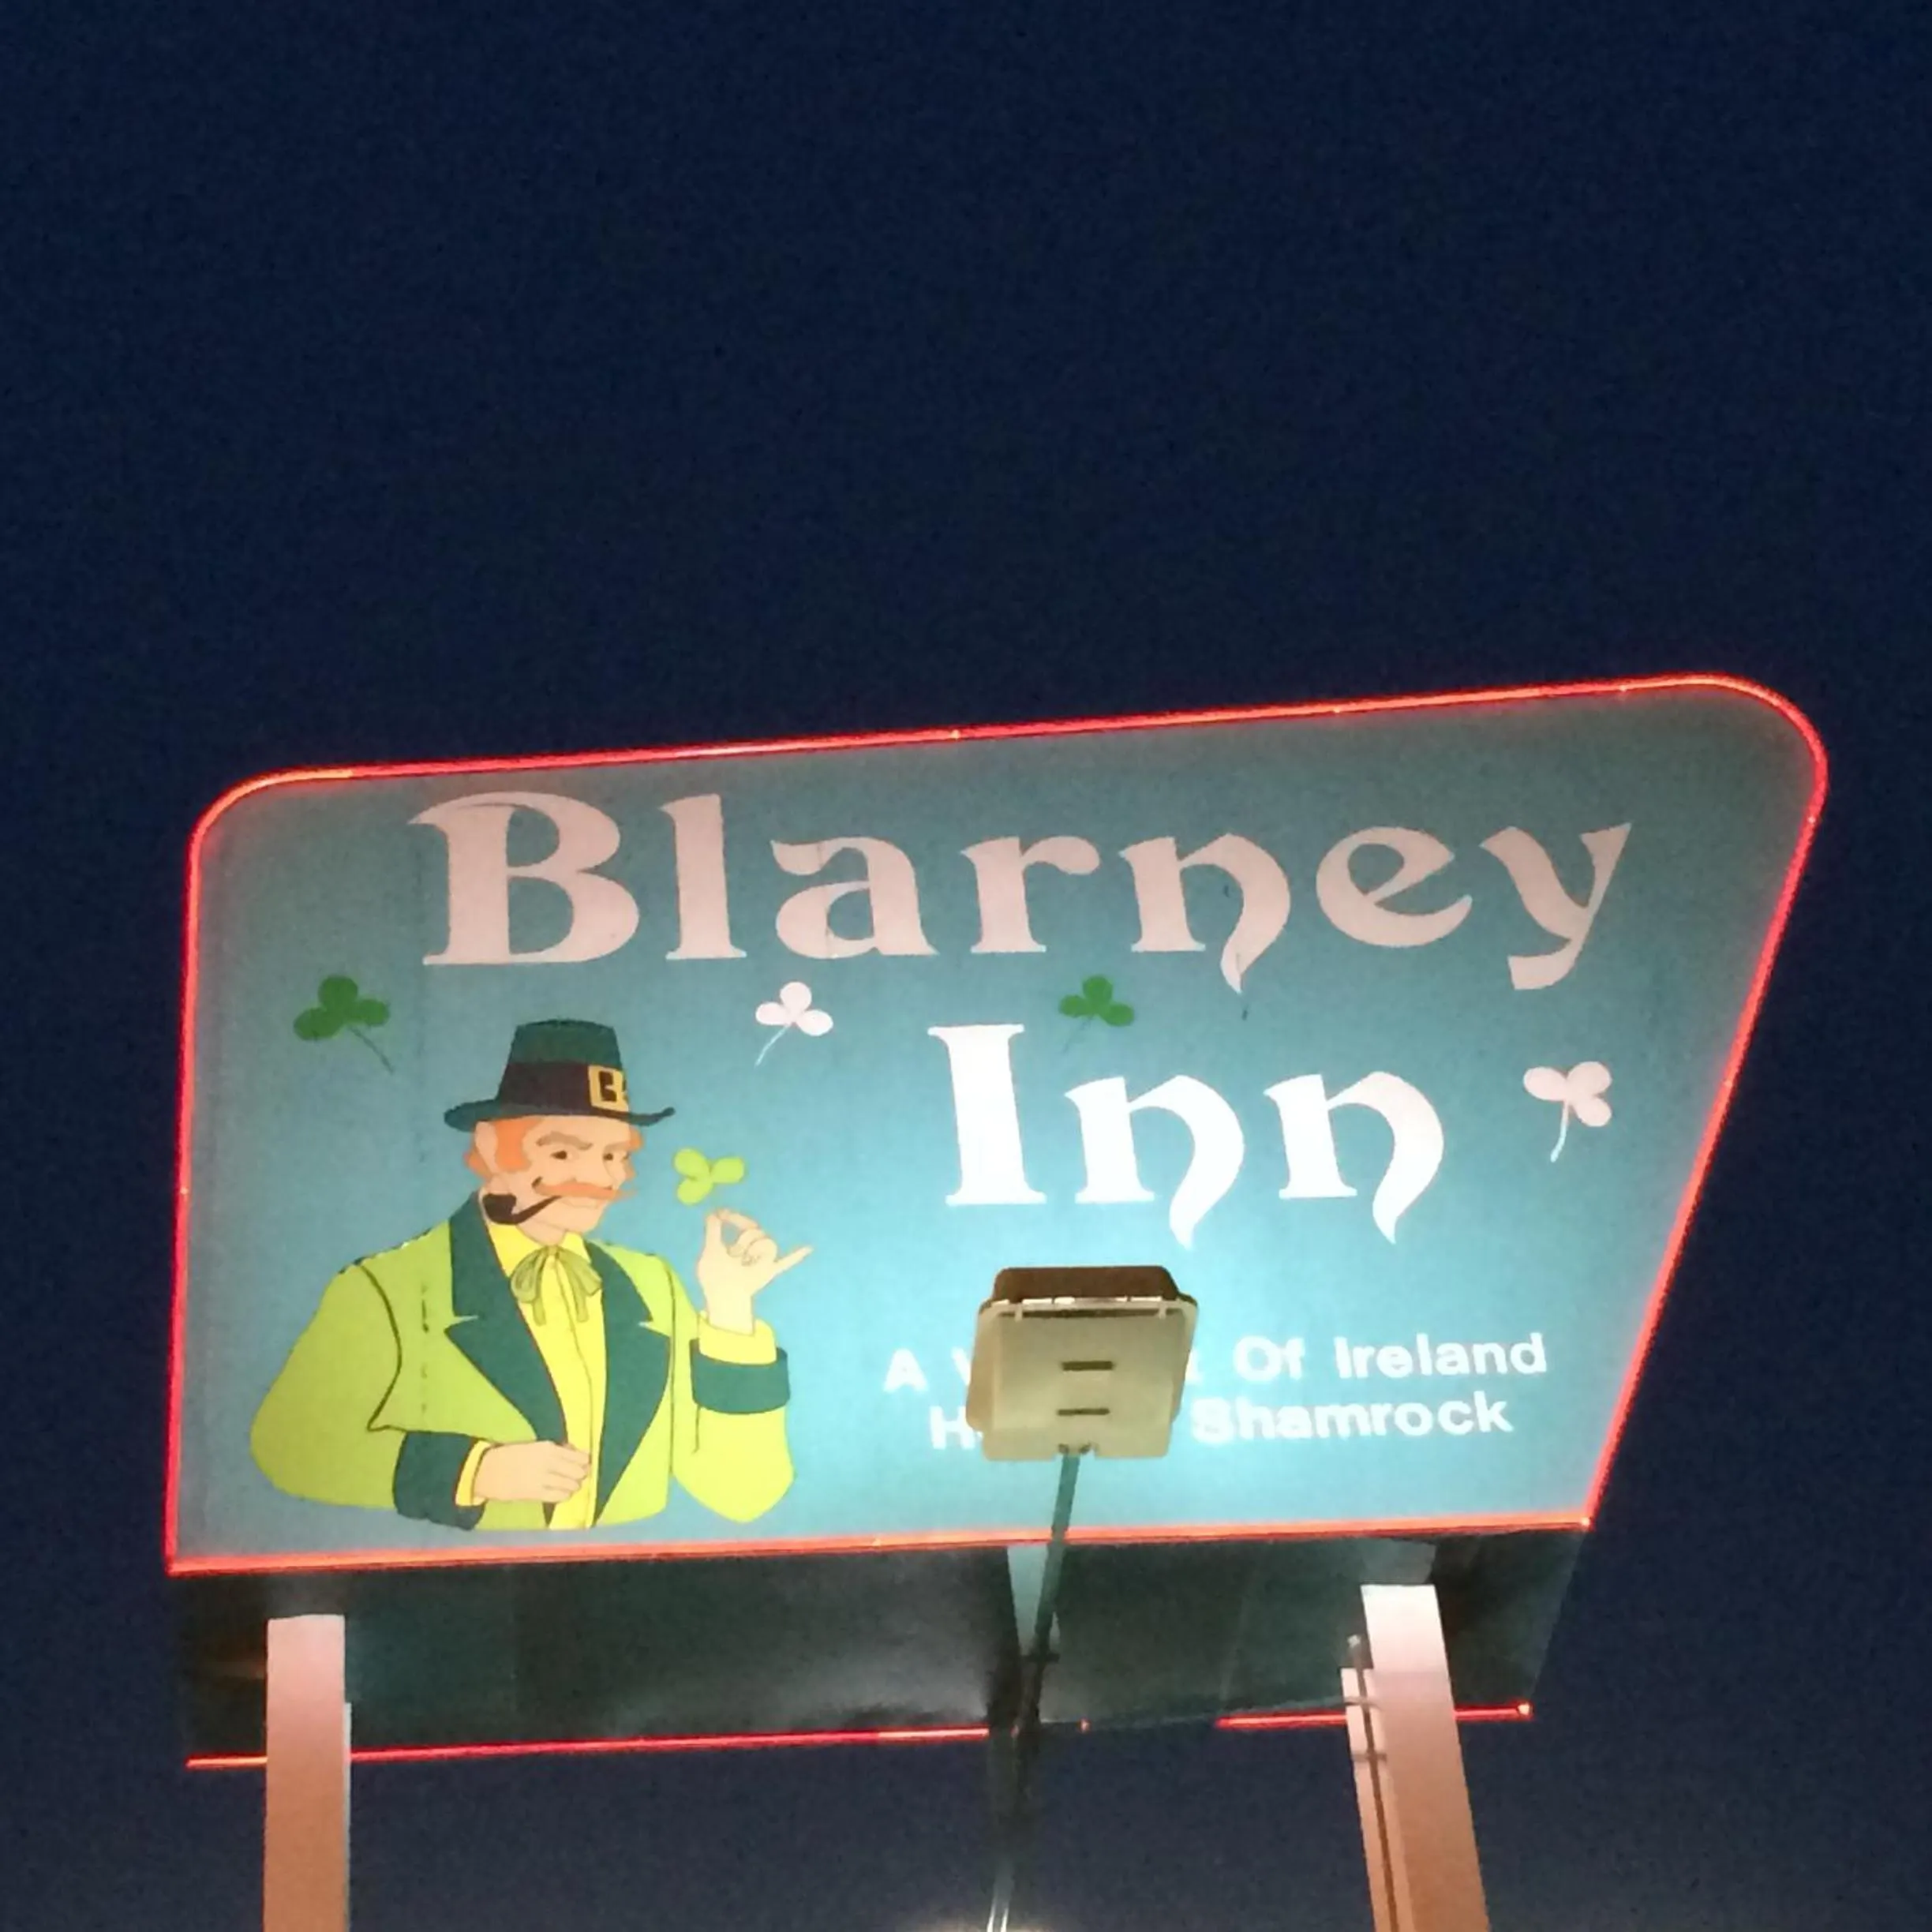 Blarney
Inn
A Of Ireland
Shamrock